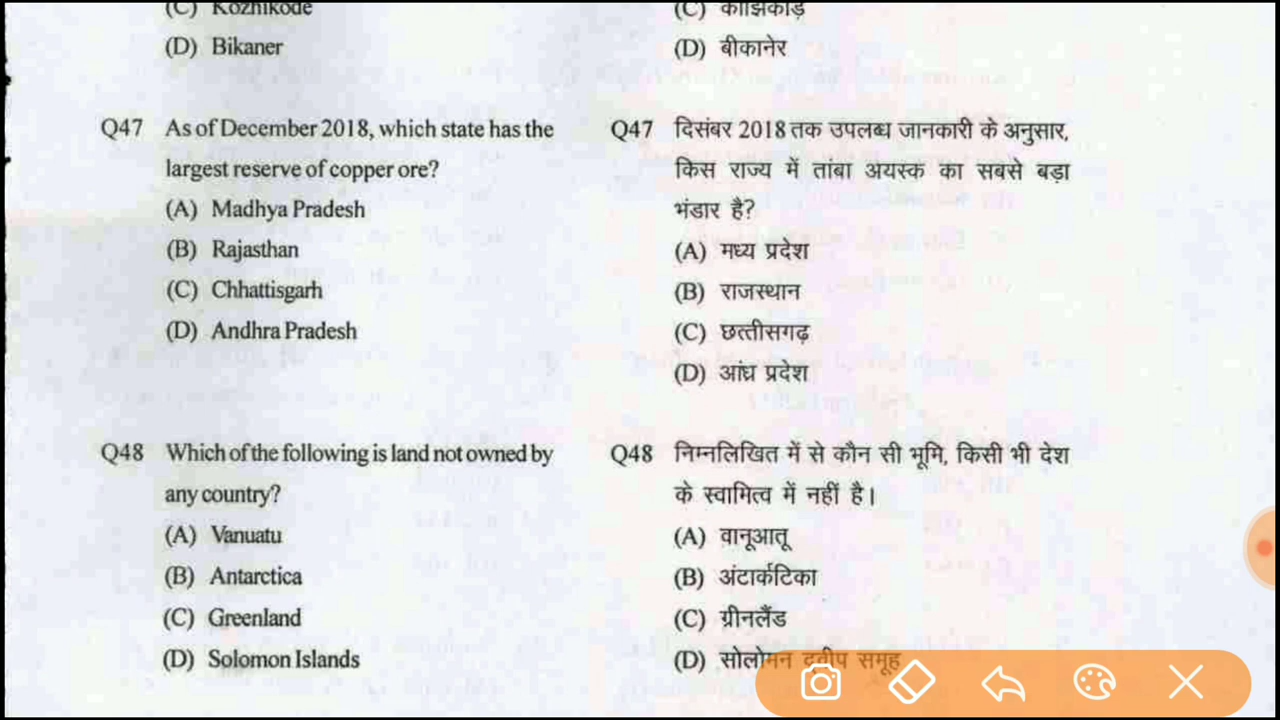 (C) Kozhikode
(D) Bikaner
Q47 As of December 2018, which state has the
largest reserve of copper ore?
(A) Madhya Pradesh
(B) Rajasthan
(C) Chhattisgarh
(D) Andhra Pradesh
Q48 Which of the following is land not owned by
any country?
(A) Vanuatu
(B) Antarctica
(C) Greenland
(D) Solomon Islands
(C) कोझिकोड़
(D) बीकानेर
Q47 दिसंबर 2018 तक उपलब्ध जानकारी के अनुसार,
किस राज्य में तांबा अयस्क का सबसे बड़ा
भंडार है?
(A) मध्य प्रदेश
(B) राजस्थान
(C) छत्तीसगढ़
(D) आंध्र प्रदेश
Q48 निम्नलिखित में से कौन सी भूमि, किसी भी देश
के स्वामित्व में नहीं है।
(A) वानूआतू
(B) अंटार्कटिका
(C) ग्रीनलैंड
(D) सोलोमन द्वीप समूह